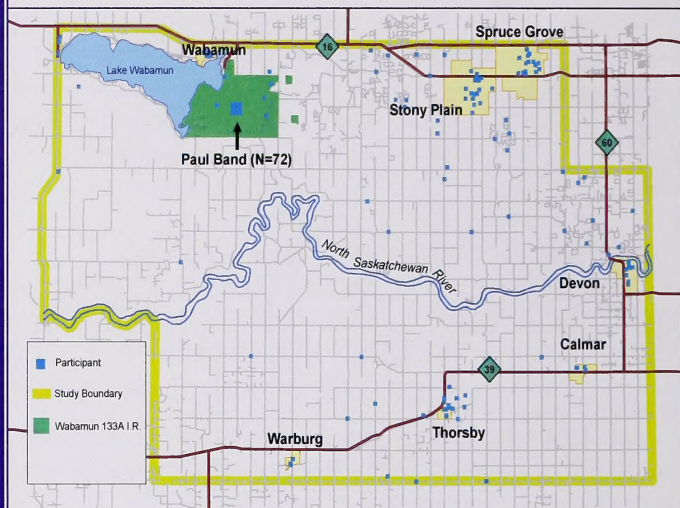 Spruce Grove
Wabamun
16
Lake Wabamun
Stony Plain
60
Paul Band (N=72)
North Saskatchewan River
Devon
Calmar
Participant
39
Study Boundary
Wabamun 133A I.R.
Thorsby
Warburg